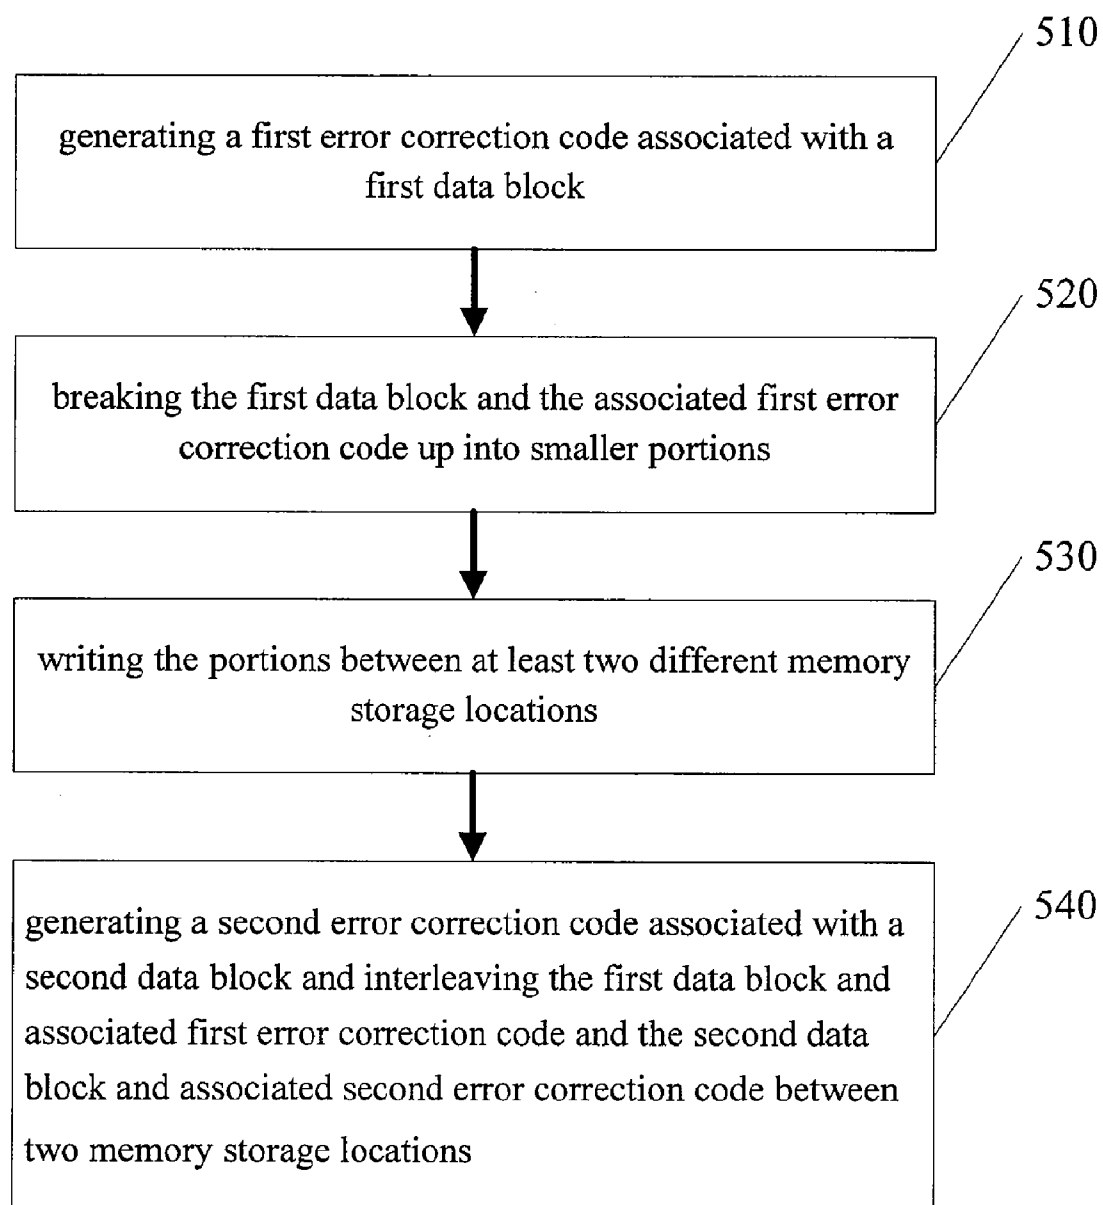 510
generating a first error correction code associated with a
first data block
520
breaking the first data block and the associated first error
correction code up into smaller portions
530
writing the portions between at least two different memory
storage locations
540
generating a second error correction code associated with a
second data block and interleaving the first data block and
associated first error correction code and the second data
block and associated second error correction code between
two memory storage locations